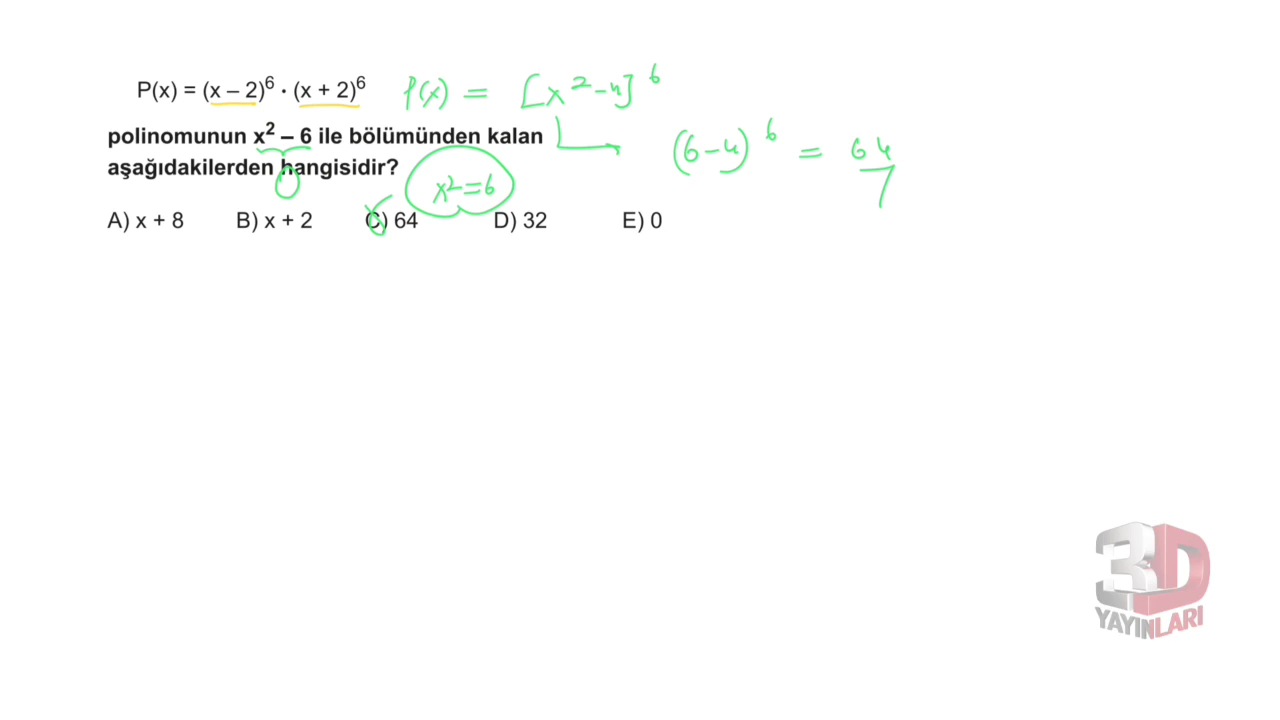 P(x) = (x – 2)⁶ · (x + 2)⁶ P(x) = [x² - 4]⁶
polinomunun x² – 6 ile bölümünden kalan (6-4)⁶ = 64
aşağıdakilerden hangisidir? x² = 6
0
A) x + 8 B) x + 2 C) 64 D) 32 E) 0
3D
YAYINLARI